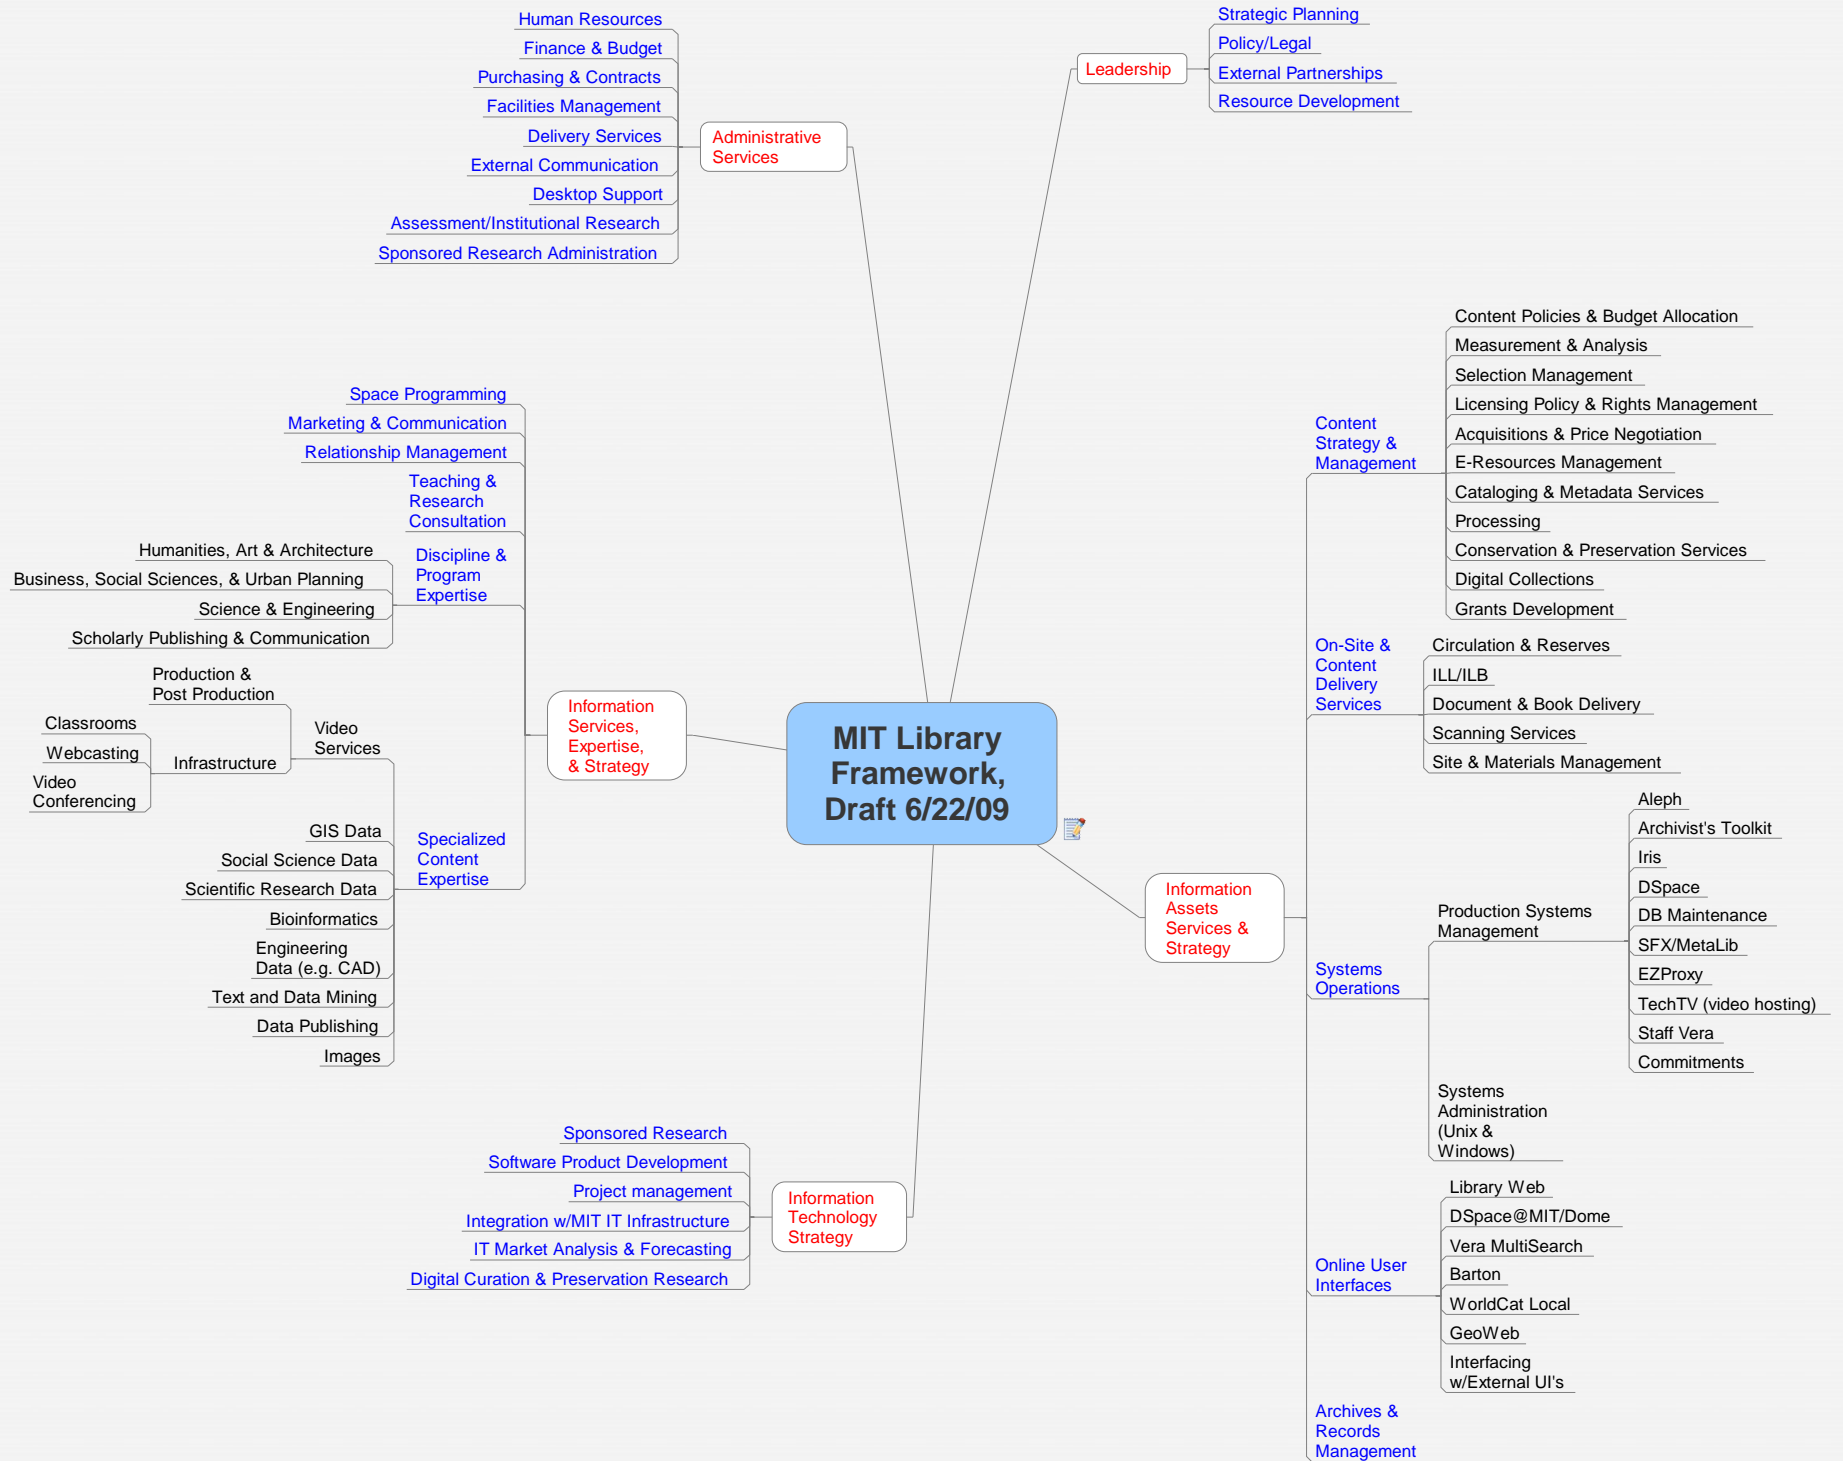 Human Resources
Finance & Budget
Purchasing & Contracts
Facilities Management
Delivery Services
External Communication
Desktop Support
Assessment/Institutional Research
Sponsored Research Administration
Administrative
Services
Strategic Planning
Policy/Legal
External Partnerships
Resource Development
Leadership
Space Programming
Marketing & Communication
Relationship Management
Teaching &
Research
Consultation
Discipline &
Program
Expertise
Humanities, Art & Architecture
Business, Social Sciences, & Urban Planning
Science & Engineering
Scholarly Publishing & Communication
Production &
Post Production
Classrooms
Webcasting
Video
Conferencing
Infrastructure
Video
Services
GIS Data
Social Science Data
Scientific Research Data
Bioinformatics
Engineering
Data (e.g. CAD)
Text and Data Mining
Data Publishing
Images
Specialized
Content
Expertise
Information
Services,
Expertise,
& Strategy
MIT Library
Framework,
Draft 6/22/09
Sponsored Research
Software Product Development
Project management
Integration w/MIT IT Infrastructure
IT Market Analysis & Forecasting
Digital Curation & Preservation Research
Information
Technology
Strategy
Information
Assets
Services &
Strategy
Content
Strategy &
Management
Content Policies & Budget Allocation
Measurement & Analysis
Selection Management
Licensing Policy & Rights Management
Acquisitions & Price Negotiation
E-Resources Management
Cataloging & Metadata Services
Processing
Conservation & Preservation Services
Digital Collections
Grants Development
On-Site &
Content
Delivery
Services
Circulation & Reserves
ILL/ILB
Document & Book Delivery
Scanning Services
Site & Materials Management
Systems
Operations
Production Systems
Management
Aleph
Archivist's Toolkit
Iris
DSpace
DB Maintenance
SFX/MetaLib
EZProxy
TechTV (video hosting)
Staff Vera
Commitments
Systems
Administration
(Unix &
Windows)
Online User
Interfaces
Library Web
DSpace@MIT/Dome
Vera MultiSearch
Barton
WorldCat Local
GeoWeb
Interfacing
w/External UI's
Archives &
Records
Management